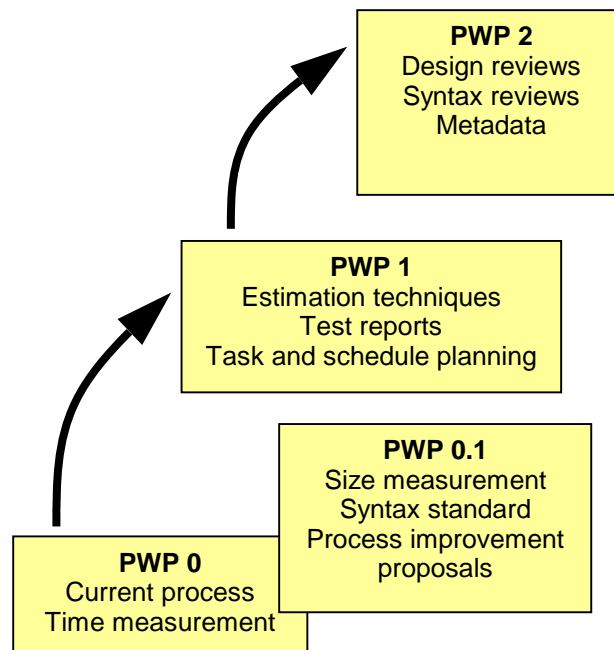 PWP 2
Design reviews
Syntax reviews
Metadata
PWP 1
Estimation techniques
Test reports
Task and schedule planning
PWP 0.1
Size measurement
Syntax standard
Process improvement
proposals
PWP 0
Current process
Time measurement